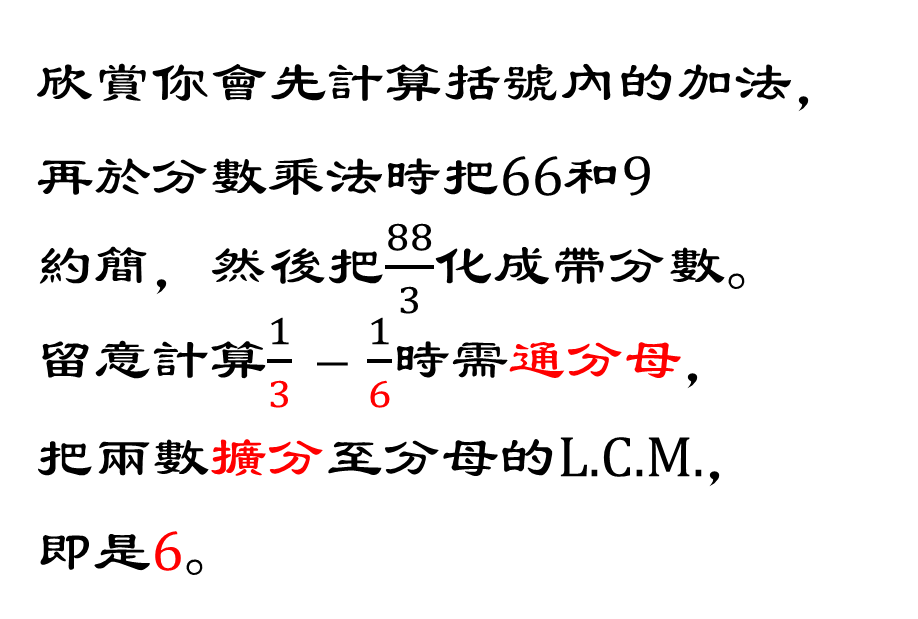 欣賞你會先計算括號內的加法，
再於分數乘法時把66和9
約簡，然後把88/3化成帶分數。
留意計算1/3 − 1/6時需通分母，
把兩數擴分至分母的L.C.M.，
即是6。